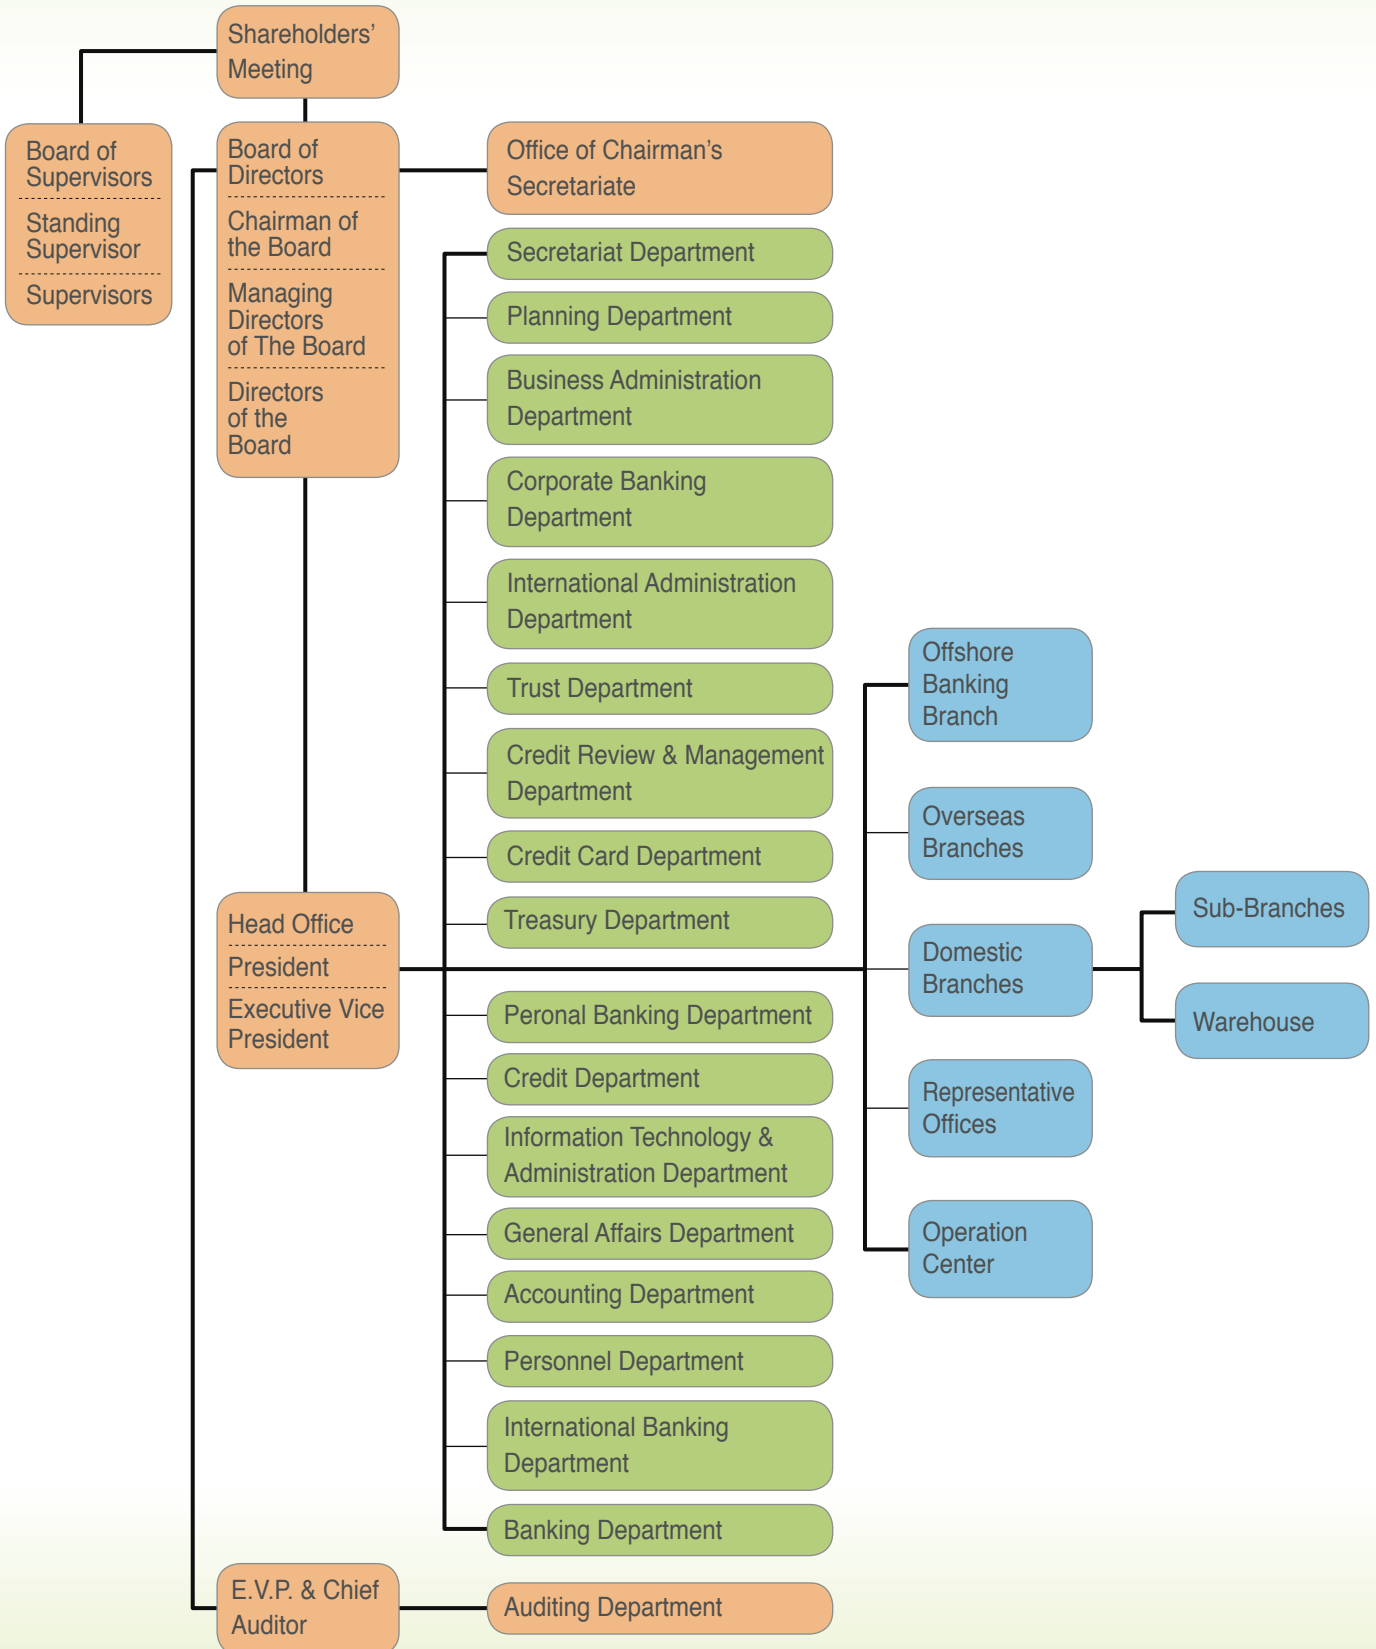 Shareholders’
Meeting
Board of
Supervisors
Standing
Supervisor
Supervisors
Board of
Directors
Chairman of
the Board
Managing
Directors
of The Board
Directors
of the
Board
Office of Chairman’s
Secretariate
Secretariat Department
Planning Department
Business Administration
Department
Corporate Banking
Department
International Administration
Department
Trust Department
Credit Review & Management
Department
Credit Card Department
Treasury Department
Head Office
President
Executive Vice
President
Peronal Banking Department
Credit Department
Information Technology &
Administration Department
General Affairs Department
Accounting Department
Personnel Department
International Banking
Department
Banking Department
Offshore
Banking
Branch
Overseas
Branches
Domestic
Branches
Representative
Offices
Operation
Center
Sub-Branches
Warehouse
E.V.P. & Chief
Auditor
Auditing Department